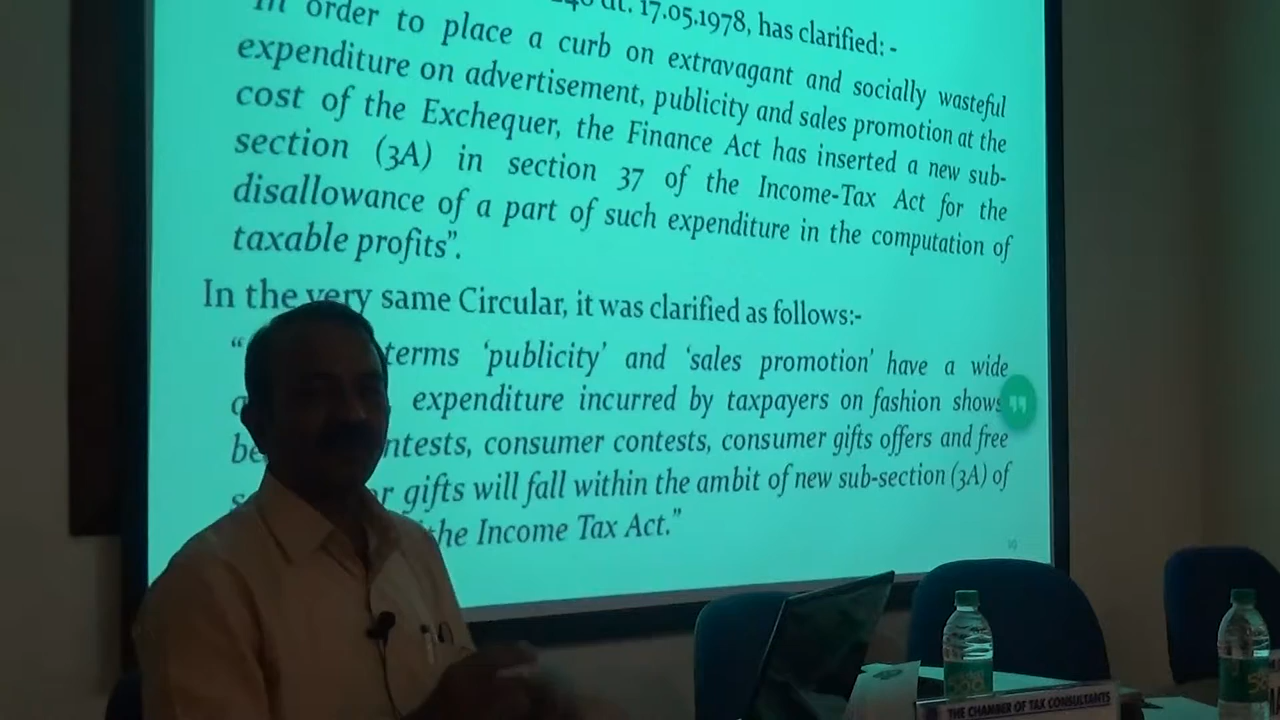 dt. 17.05.1978, has clarified: -
"In order to place a curb on extravagant and socially wasteful
expenditure on advertisement, publicity and sales promotion at the
cost of the Exchequer, the Finance Act has inserted a new sub-
section (3A) in section 37 of the Income-Tax Act for the
disallowance of a part of such expenditure in the computation of
taxable profits".
In the very same Circular, it was clarified as follows:-
" terms 'publicity' and 'sales promotion' have a wide
expenditure incurred by taxpayers on fashion shows
contests, consumer contests, consumer gifts offers and free
gifts will fall within the ambit of new sub-section (3A) of
the Income Tax Act."
THE CHAMBER OF TAX CONSULTANTS